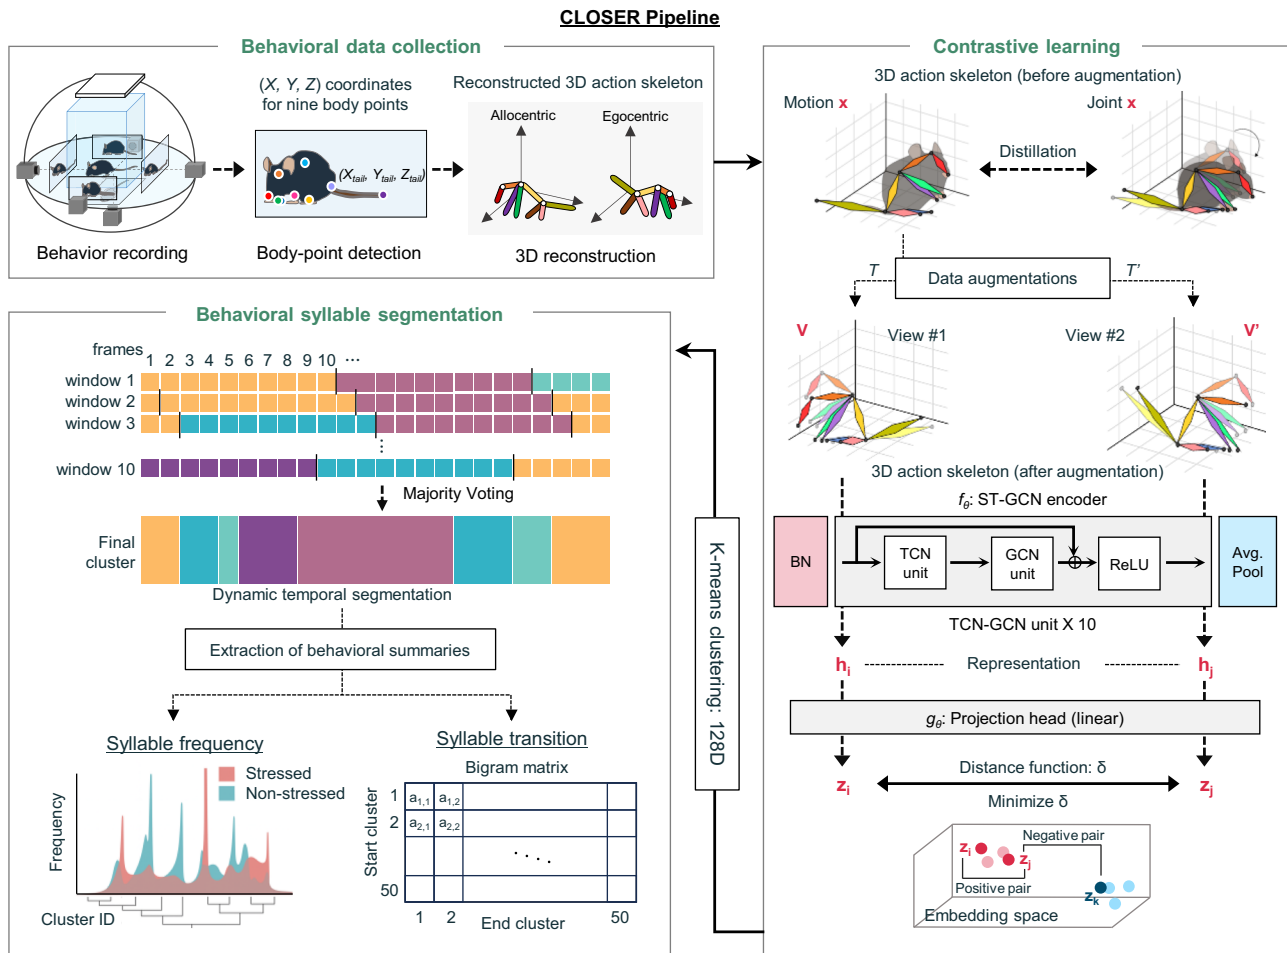 CLOSER Pipeline
Behavioral data collection
(X, Y, Z) coordinates
for nine body points
Reconstructed 3D action skeleton
Allocentric
Egocentric
(Xtail, Ytail, Ztail)
Behavior recording
Body-point detection
3D reconstruction
Contrastive learning
3D action skeleton (before augmentation)
Motion x
Joint x
Distillation
T
Data augmentations
T'
V
View #1
View #2
V'
3D action skeleton (after augmentation)
fθ: ST-GCN encoder
BN
TCN
unit
GCN
unit
ReLU
Avg.
Pool
TCN-GCN unit X 10
hi
Representation
hj
gθ: Projection head (linear)
zi
Distance function: δ
zj
Minimize δ
Negative pair
zi
zj
Positive pair
zk
Embedding space
K-means clustering: 128D
Behavioral syllable segmentation
frames
1 2 3 4 5 6 7 8 9 10 ...
window 1
window 2
window 3
⋮
window 10
Majority Voting
Final
cluster
Dynamic temporal segmentation
Extraction of behavioral summaries
Syllable frequency
Stressed
Non-stressed
Frequency
Cluster ID
Syllable transition
Bigram matrix
Start cluster
1 a1,1 a1,2
2 a2,1 a2,2
....
50
1 2 50
End cluster